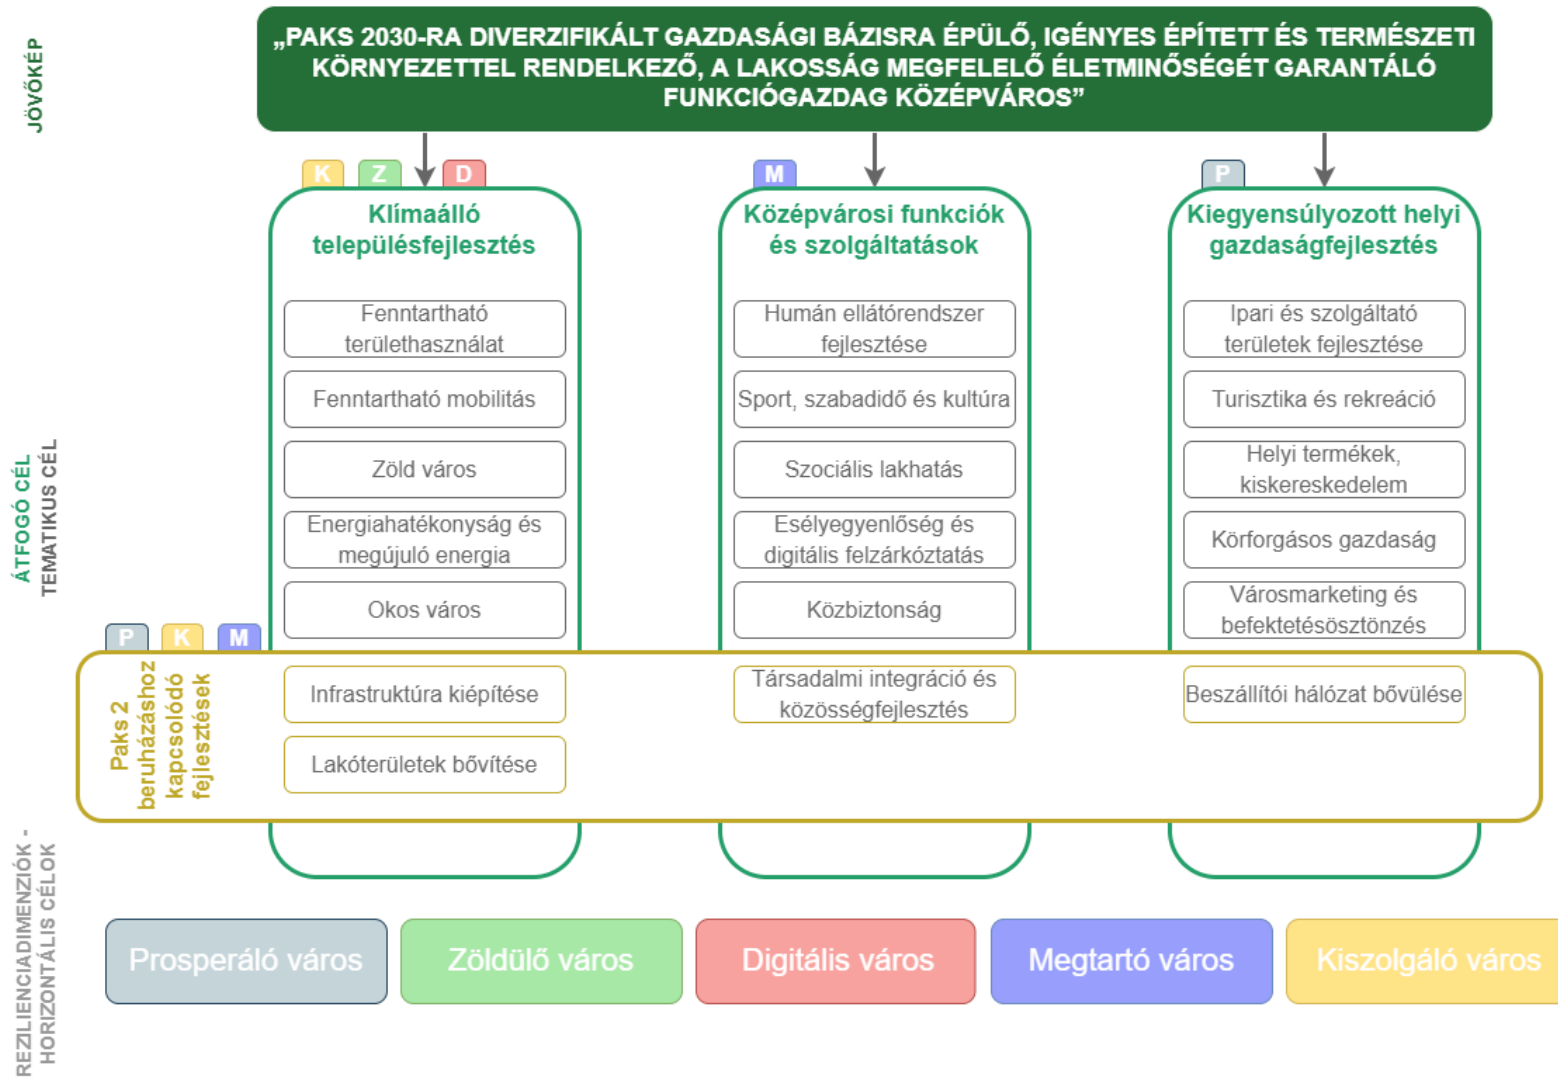 JÖVŐKÉP
„PAKS 2030-RA DIVERZIFIKÁLT GAZDASÁGI BÁZISRA ÉPÜLŐ, IGÉNYES ÉPÍTETT ÉS TERMÉSZETI
KÖRNYEZETTEL RENDELKEZŐ, A LAKOSSÁG MEGFELELŐ ÉLETMINŐSÉGÉT GARANTÁLÓ
FUNKCIÓGAZDAG KÖZÉPVÁROS”
ÁTFOGÓ CÉL
TEMATIKUS CÉL
K
Z
D
Klímaálló
településfejlesztés
Fenntartható
területhasználat
Fenntartható mobilitás
Zöld város
Energiahatékonyság és
megújuló energia
Okos város
M
Középvárosi funkciók
és szolgáltatások
Humán ellátórendszer
fejlesztése
Sport, szabadidő és kultúra
Szociális lakhatás
Esélyegyenlőség és
digitális felzárkóztatás
Közbiztonság
P
Kiegyensúlyozott helyi
gazdaságfejlesztés
Ipari és szolgáltató
területek fejlesztése
Turisztika és rekreáció
Helyi termékek,
kiskereskedelem
Körforgásos gazdaság
Városmarketing és
befektetésösztönzés
P
K
M
Paks 2
beruházáshoz
kapcsolódó
fejlesztések
Infrastruktúra kiépítése
Lakóterületek bővítése
Társadalmi integráció és
közösségfejlesztés
Beszállítói hálózat bővülése
REZILIENCIADIMENZIÓK -
HORIZONTÁLIS CÉLOK
Prosperáló város
Zöldülő város
Digitális város
Megtartó város
Kiszolgáló város